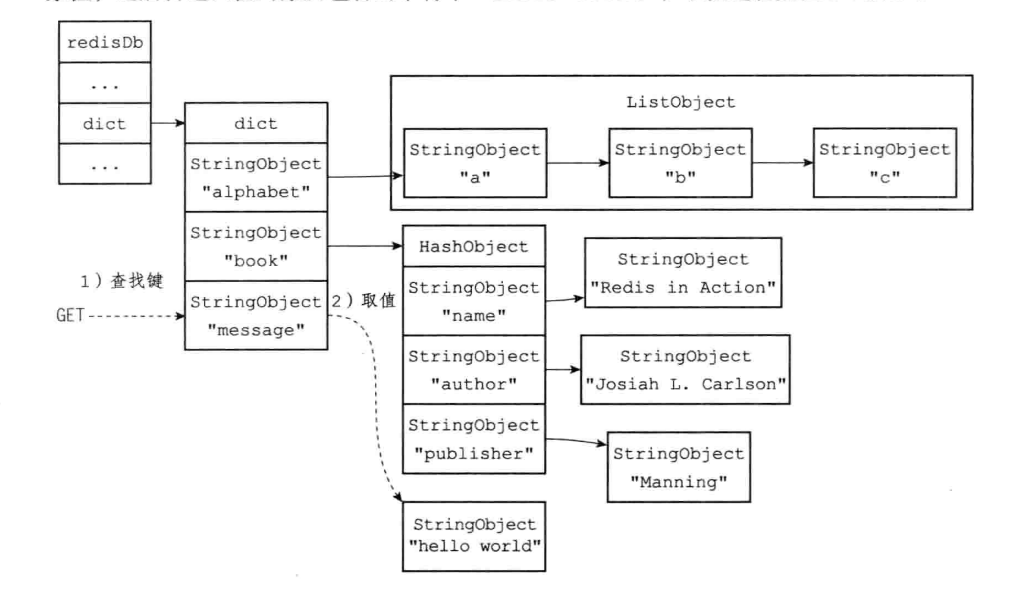 redisDb
...
dict
...
dict
StringObject
"alphabet"
StringObject
"book"
StringObject
"message"
1）查找键
GET
2）取值
ListObject
StringObject
"a"
StringObject
"b"
StringObject
"c"
HashObject
StringObject
"name"
StringObject
"author"
StringObject
"publisher"
StringObject
"Redis in Action"
StringObject
"Josiah L. Carlson"
StringObject
"Manning"
StringObject
"hello world"